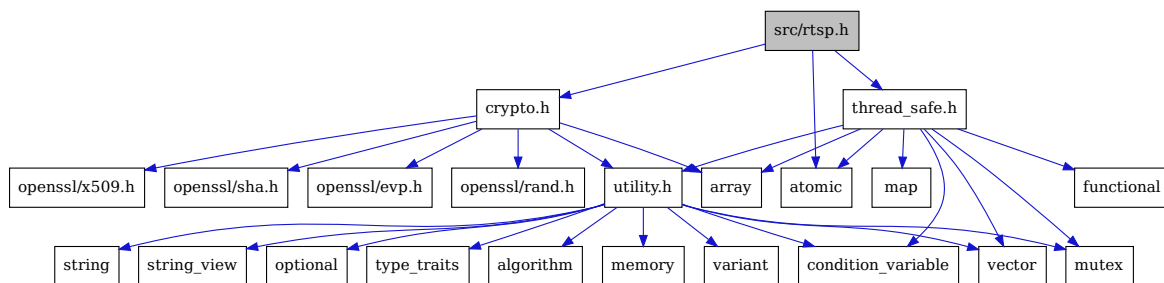 src/rtsp.h
crypto.h
thread_safe.h
openssl/x509.h
openssl/sha.h
openssl/evp.h
openssl/rand.h
utility.h
array
atomic
map
functional
string
string_view
optional
type_traits
algorithm
memory
variant
condition_variable
vector
mutex